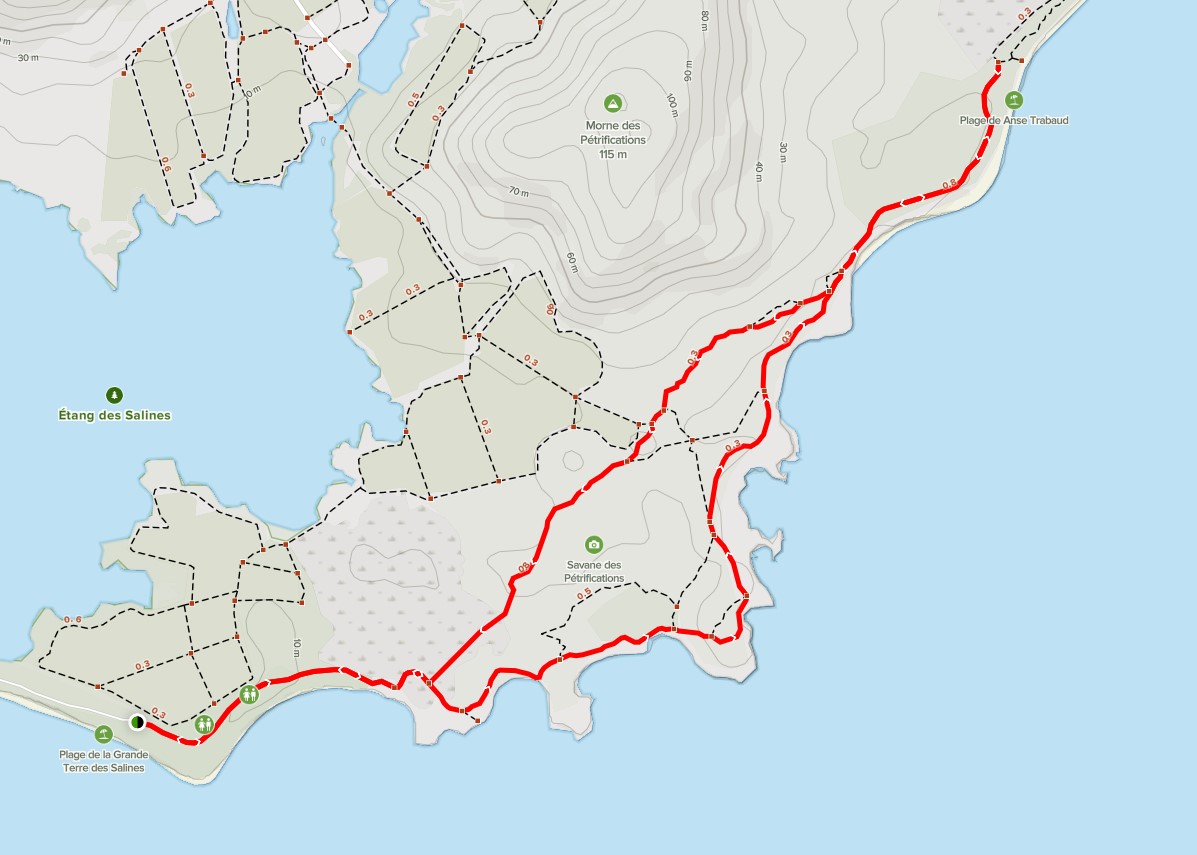 0.3
80 m
m
30 m
90 m
0.3
100 m
0 m
0.5
0.3
Plage de Anse Trabaud
Morne des
Pétrifications
115 m
30 m
0.6
40 m
70 m
0.8
60 m
0.3
0.3
0.3
0.3
0.3
0.3
Étang des Salines
0.3
0.3
Savane des
Pétrifications
0.5
0.6
10 m
0.3
0.3
Plage de la Grande
Terre des Salines